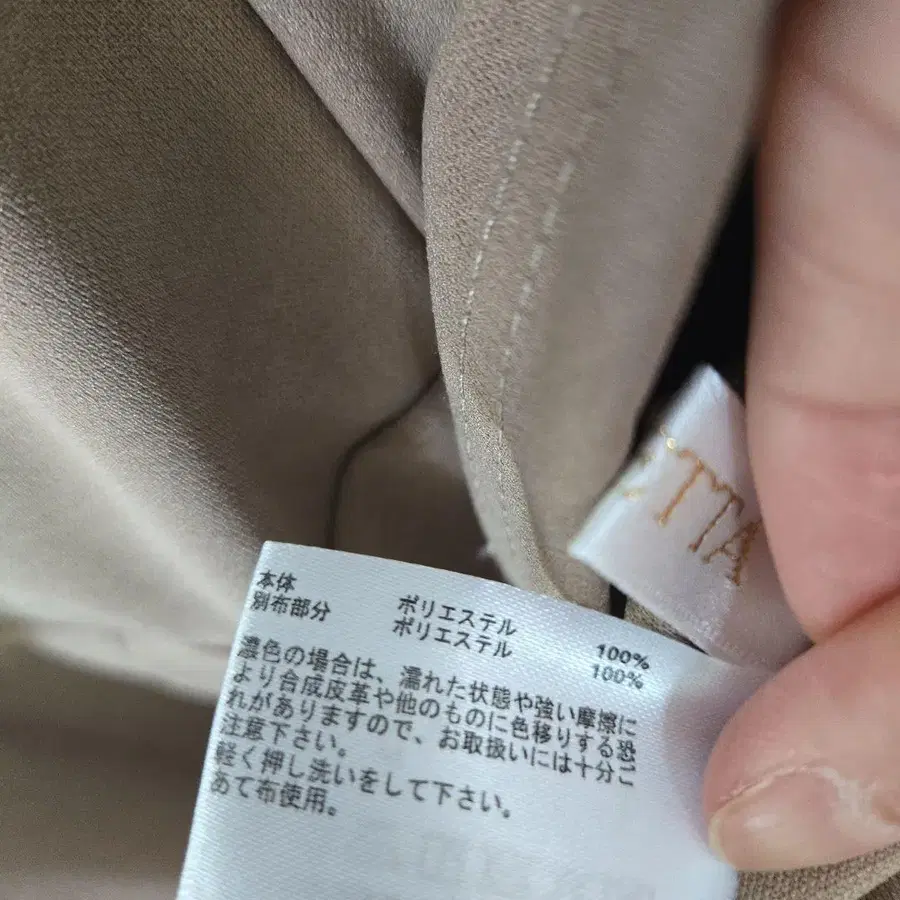 TTA
本体 ポリエステル 100%
別布部分 ポリエステル 100%
濃色の場合は、濡れた状態や強い摩擦に
より合成皮革や他のものに色移りする恐
れがありますので、お取扱いには十分ご
注意下さい。
軽く押し洗いをして下さい。
あて布使用。